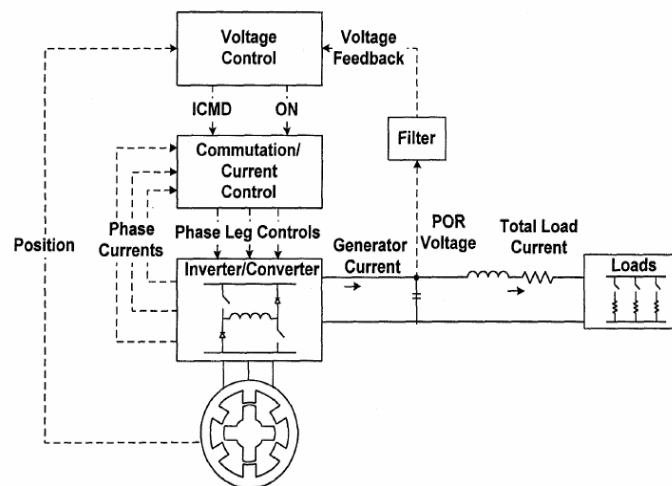 Voltage
Control
Voltage
Feedback
ICMD
ON
Filter
Commutation/
Current
Control
Position
Phase
Currents
Phase Leg Controls
Generator
Current
POR
Voltage
Total Load
Current
Inverter/Converter
Loads